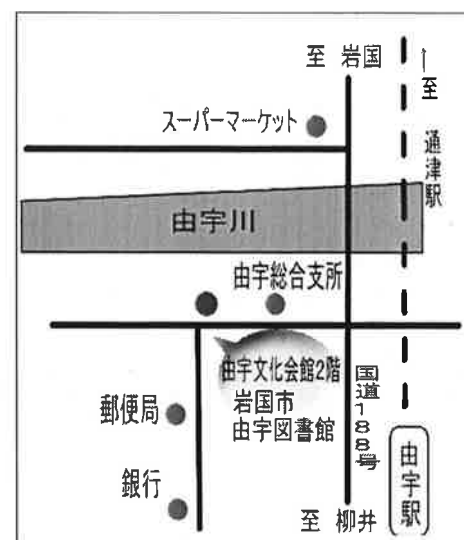 至 岩国
↑至 通津駅
スーパーマーケット
由宇川
由宇総合支所
由宇文化会館2階
岩国市
由宇図書館
国道188号
郵便局
銀行
由宇駅
至 柳井